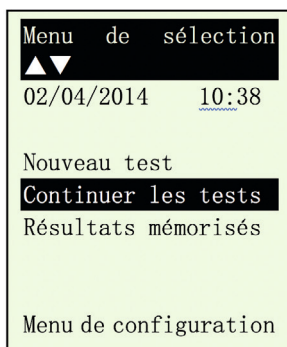 Menu de sélection
▲▼
02/04/2014 10:38
Nouveau test
Continuer les tests
Résultats mémorisés
Menu de configuration